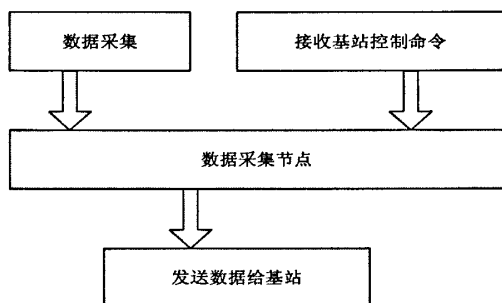 数据采集
接收基站控制命令
数据采集节点
发送数据给基站